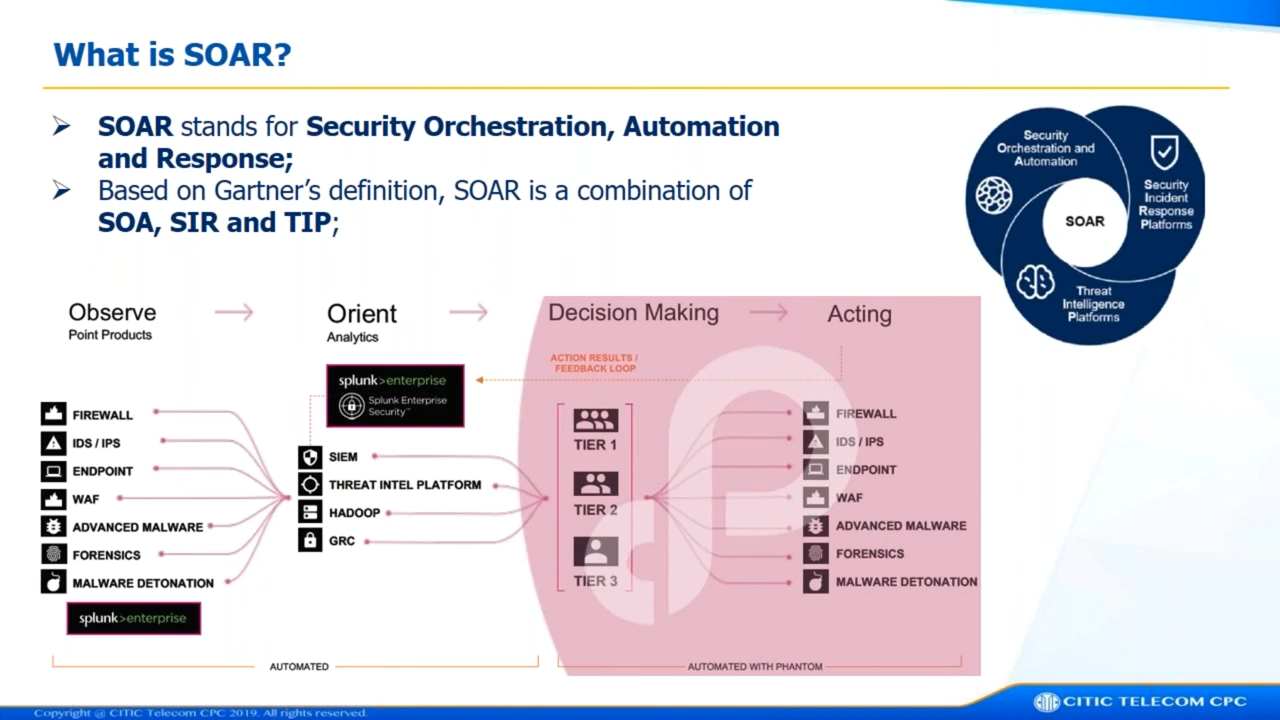 What is SOAR?
➢ SOAR stands for Security Orchestration, Automation
and Response;
➢ Based on Gartner’s definition, SOAR is a combination of
SOA, SIR and TIP;
Security
Orchestration and
Automation
Security
Incident
Response
Platforms
SOAR
Threat
Intelligence
Platforms
Observe
Point Products
Orient
Analytics
Decision Making
Acting
ACTION RESULTS /
FEEDBACK LOOP
splunk>enterprise
Splunk Enterprise
Security™
FIREWALL
IDS / IPS
ENDPOINT
WAF
ADVANCED MALWARE
FORENSICS
MALWARE DETONATION
splunk>enterprise
SIEM
THREAT INTEL PLATFORM
HADOOP
GRC
TIER 1
TIER 2
TIER 3
FIREWALL
IDS / IPS
ENDPOINT
WAF
ADVANCED MALWARE
FORENSICS
MALWARE DETONATION
AUTOMATED
AUTOMATED WITH PHANTOM
Copyright @ CITIC Telecom CPC 2019. All rights reserved.
CITIC TELECOM CPC